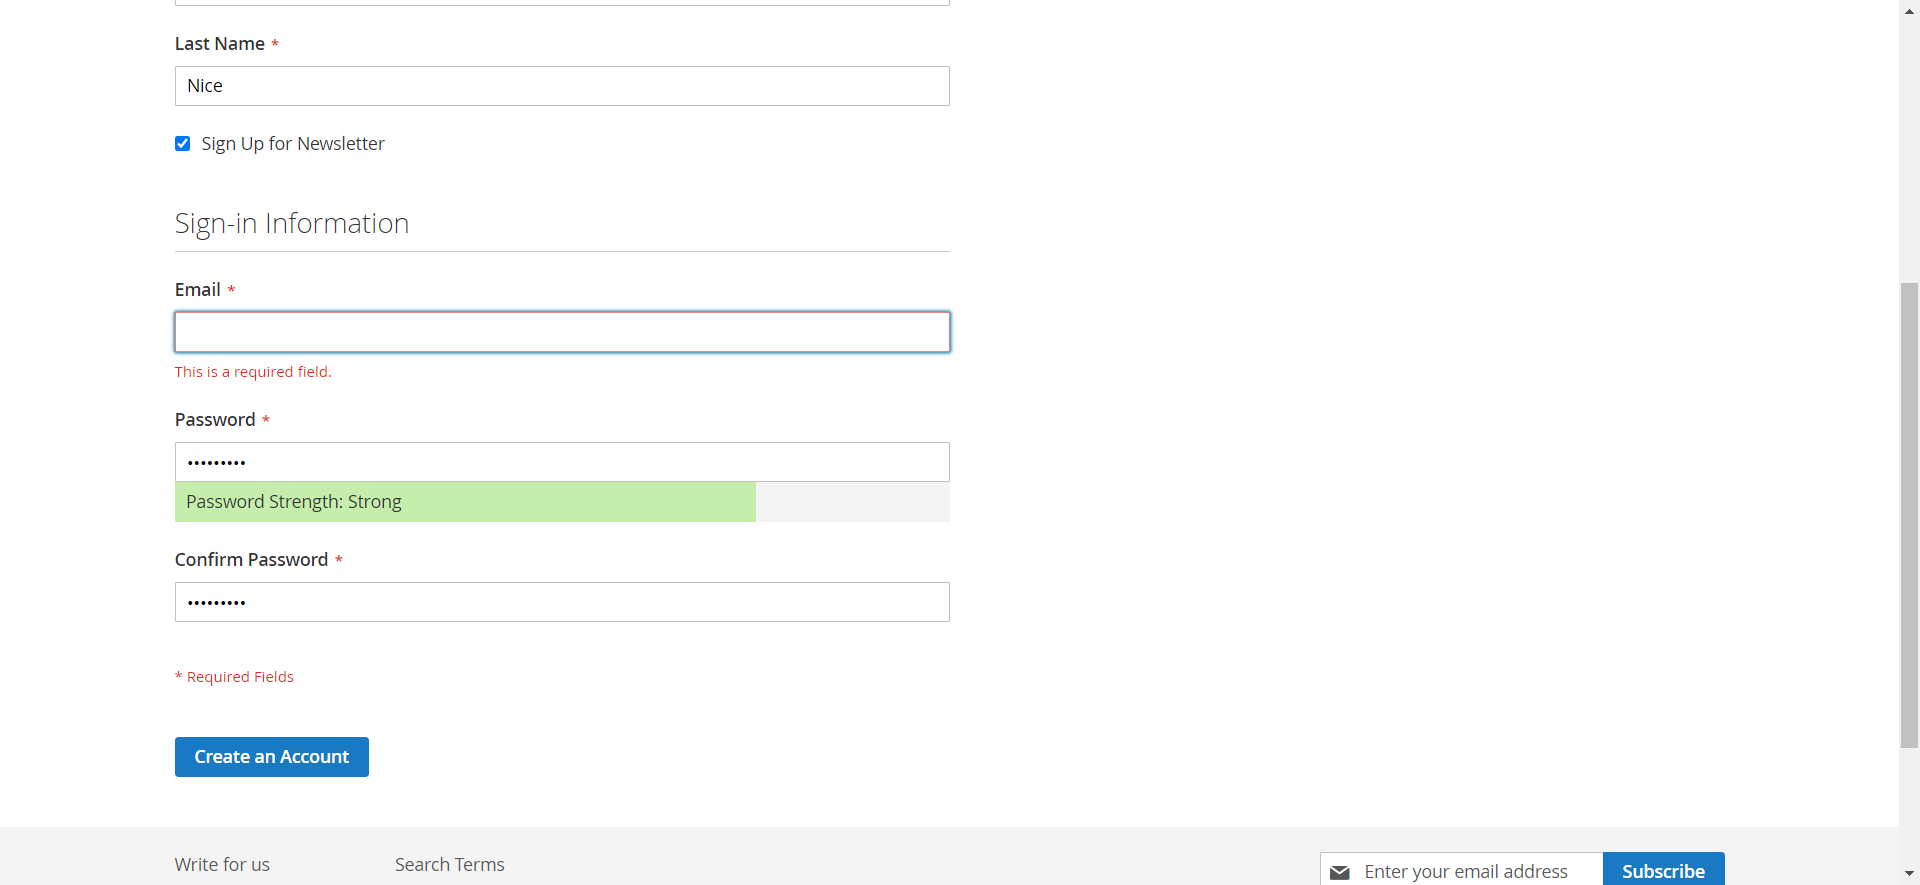 Last Name *
Nice
Sign Up for Newsletter
Sign-in Information
Email *
This is a required field.
Password *
•••••••••
Password Strength: Strong
Confirm Password *
•••••••••
* Required Fields
Create an Account
Write for us
Search Terms
Enter your email address
Subscribe